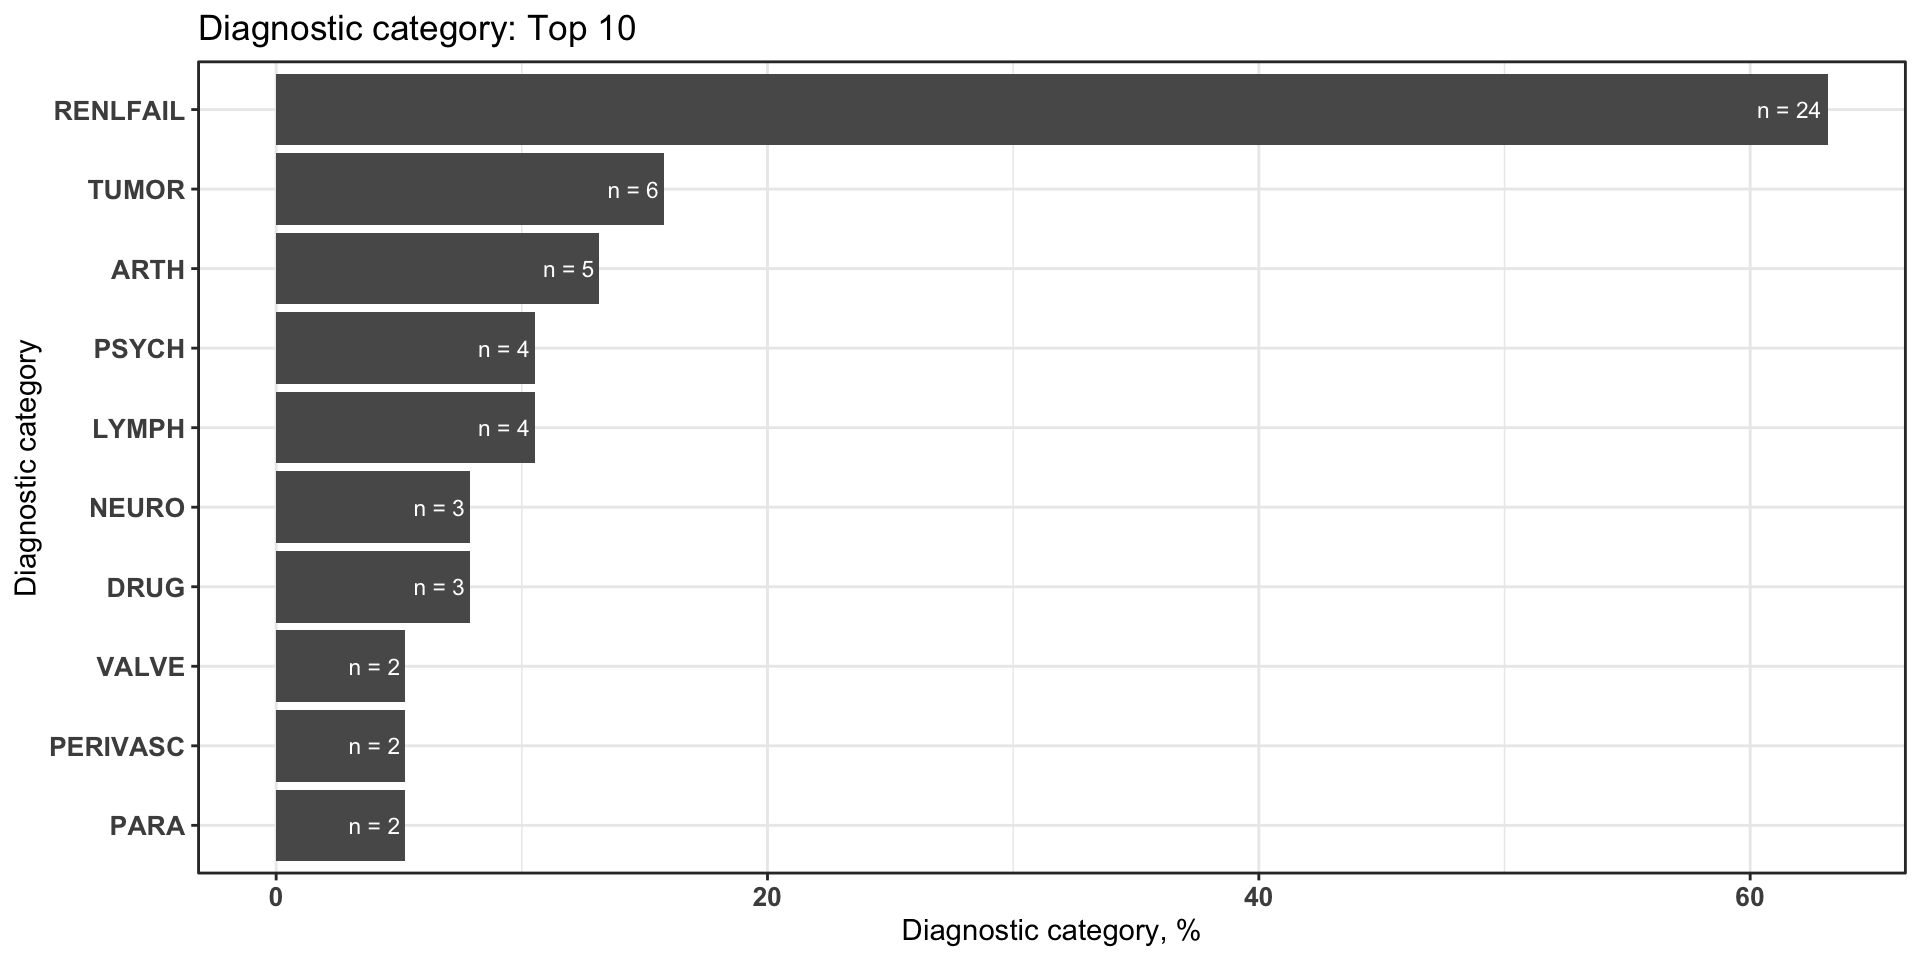 Diagnostic category: Top 10
RENLFAIL n = 24
TUMOR n = 6
ARTH n = 5
PSYCH n = 4
LYMPH n = 4
NEURO n = 3
DRUG n = 3
VALVE n = 2
PERIVASC n = 2
PARA n = 2
Diagnostic category
0 20 40 60
Diagnostic category, %